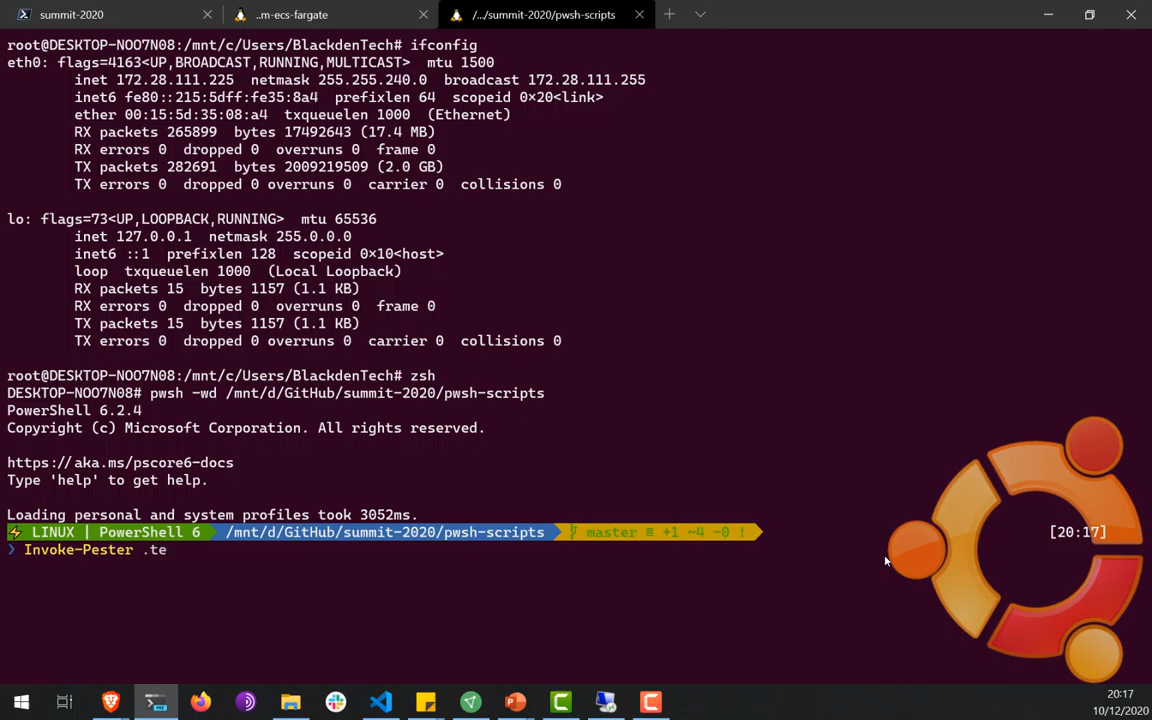 summit-2020
..m-ecs-fargate
/.../summit-2020/pwsh-scripts
root@DESKTOP-NOO7N08:/mnt/c/Users/BlackdenTech# ifconfig
eth0: flags=4163<UP,BROADCAST,RUNNING,MULTICAST>  mtu 1500
inet 172.28.111.225  netmask 255.255.240.0  broadcast 172.28.111.255
inet6 fe80::215:5dff:fe35:8a4  prefixlen 64  scopeid 0×20<link>
ether 00:15:5d:35:08:a4  txqueuelen 1000  (Ethernet)
RX packets 265899  bytes 17492643 (17.4 MB)
RX errors 0  dropped 0  overruns 0  frame 0
TX packets 282691  bytes 2009219509 (2.0 GB)
TX errors 0  dropped 0 overruns 0  carrier 0  collisions 0
lo: flags=73<UP,LOOPBACK,RUNNING>  mtu 65536
inet 127.0.0.1  netmask 255.0.0.0
inet6 ::1  prefixlen 128  scopeid 0×10<host>
loop  txqueuelen 1000  (Local Loopback)
RX packets 15  bytes 1157 (1.1 KB)
RX errors 0  dropped 0  overruns 0  frame 0
TX packets 15  bytes 1157 (1.1 KB)
TX errors 0  dropped 0 overruns 0  carrier 0  collisions 0
root@DESKTOP-NOO7N08:/mnt/c/Users/BlackdenTech# zsh
DESKTOP-NOO7N08# pwsh -wd /mnt/d/GitHub/summit-2020/pwsh-scripts
PowerShell 6.2.4
Copyright (c) Microsoft Corporation. All rights reserved.
https://aka.ms/pscore6-docs
Type 'help' to get help.
Loading personal and system profiles took 3052ms.
⚡ LINUX | PowerShell 6 /mnt/d/GitHub/summit-2020/pwsh-scripts master ≡ +1 ~4 -0 ! [20:17]
❯ Invoke-Pester .te
20:17
10/12/2020